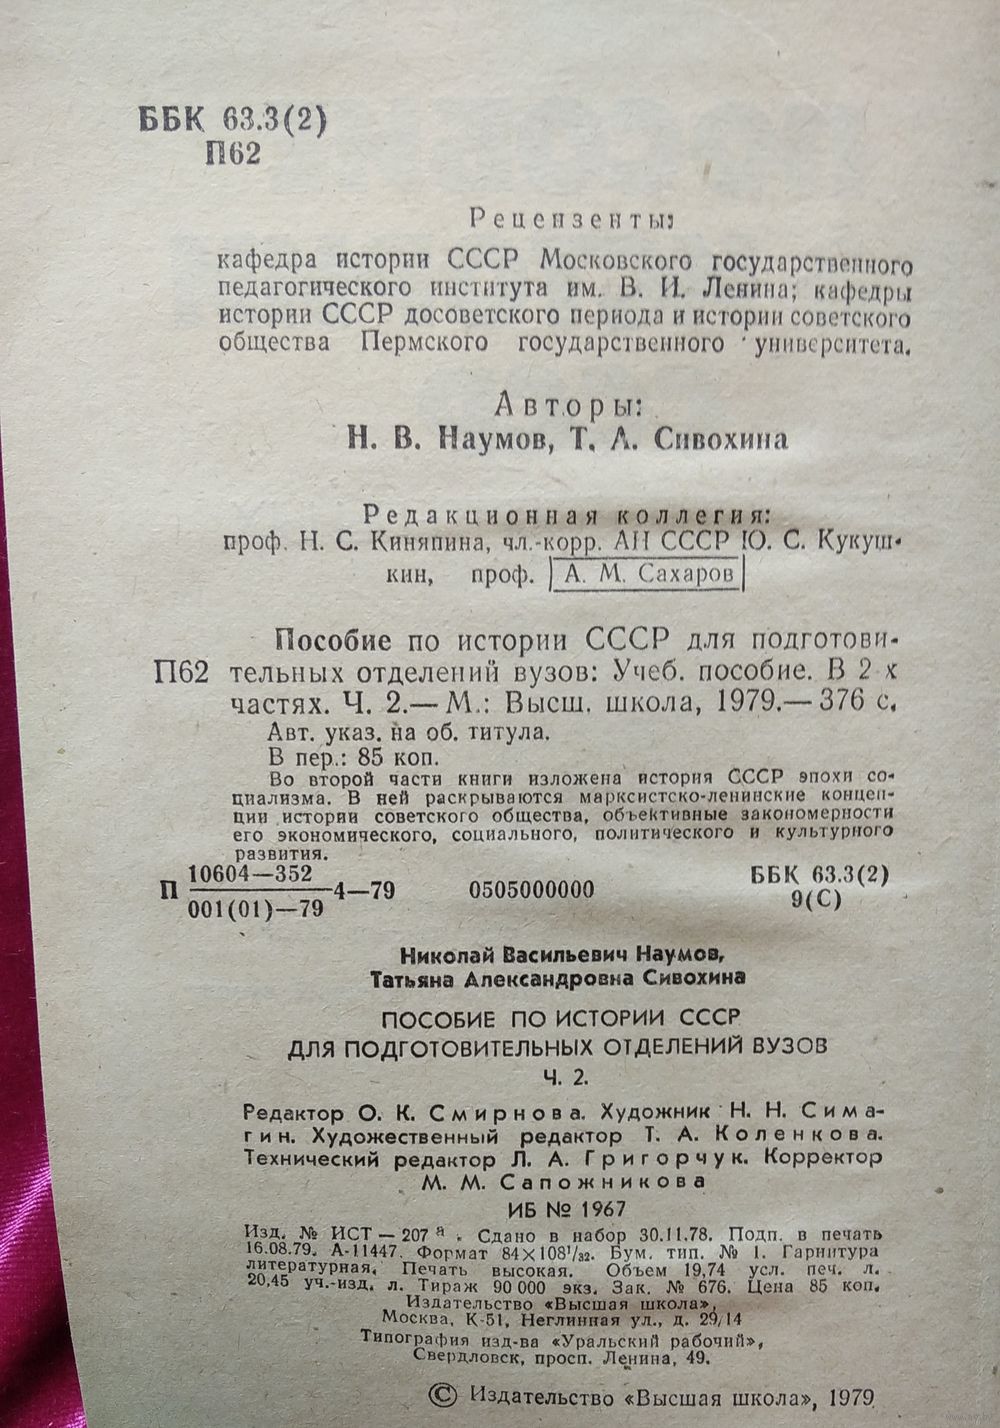 ББК 63.3(2)
П62
Рецензенты:
кафедра истории СССР Московского государственного
педагогического института им. В. И. Ленина; кафедры
истории СССР досоветского периода и истории советского
общества Пермского государственного университета.
Авторы:
Н. В. Наумов, Т. А. Сивохина
Редакционная коллегия:
проф. Н. С. Киняпина, чл.-корр. АН СССР Ю. С. Кукуш-
кин, проф. А. М. Сахаров
Пособие по истории СССР для подготови-
П62 тельных отделений вузов: Учеб. пособие. В 2-х
частях. Ч. 2.— М.: Высш. школа, 1979.— 376 с.
Авт. указ. на об. титула.
В пер.: 85 коп.
Во второй части книги изложена история СССР эпохи со-
циализма. В ней раскрываются марксистско-ленинские концеп-
ции истории советского общества, объективные закономерности
его экономического, социального, политического и культурного
развития.
П 10604—352
001(01)—79 4—79 0505000000
ББК 63.3(2)
9(С)
Николай Васильевич Наумов,
Татьяна Александровна Сивохина
ПОСОБИЕ ПО ИСТОРИИ СССР
ДЛЯ ПОДГОТОВИТЕЛЬНЫХ ОТДЕЛЕНИЙ ВУЗОВ
Ч. 2.
Редактор О. К. Смирнова. Художник Н. Н. Сима-
гин. Художественный редактор Т. А. Коленкова.
Технический редактор Л. А. Григорчук. Корректор
М. М. Сапожникова
ИБ № 1967
Изд. № ИСТ — 207 а . Сдано в набор 30.11.78. Подп. в печать
16.08.79. А-11447. Формат 84×108¹/₃₂. Бум. тип. № 1. Гарнитура
литературная. Печать высокая. Объем 19,74 усл. печ. л.
20,45 уч.-изд. л. Тираж 90 000 экз. Зак. № 676. Цена 85 коп.
Издательство «Высшая школа»,
Москва, К-51, Неглинная ул., д. 29/14
Типография изд-ва «Уральский рабочий»,
Свердловск, просп. Ленина, 49.
© Издательство «Высшая школа», 1979